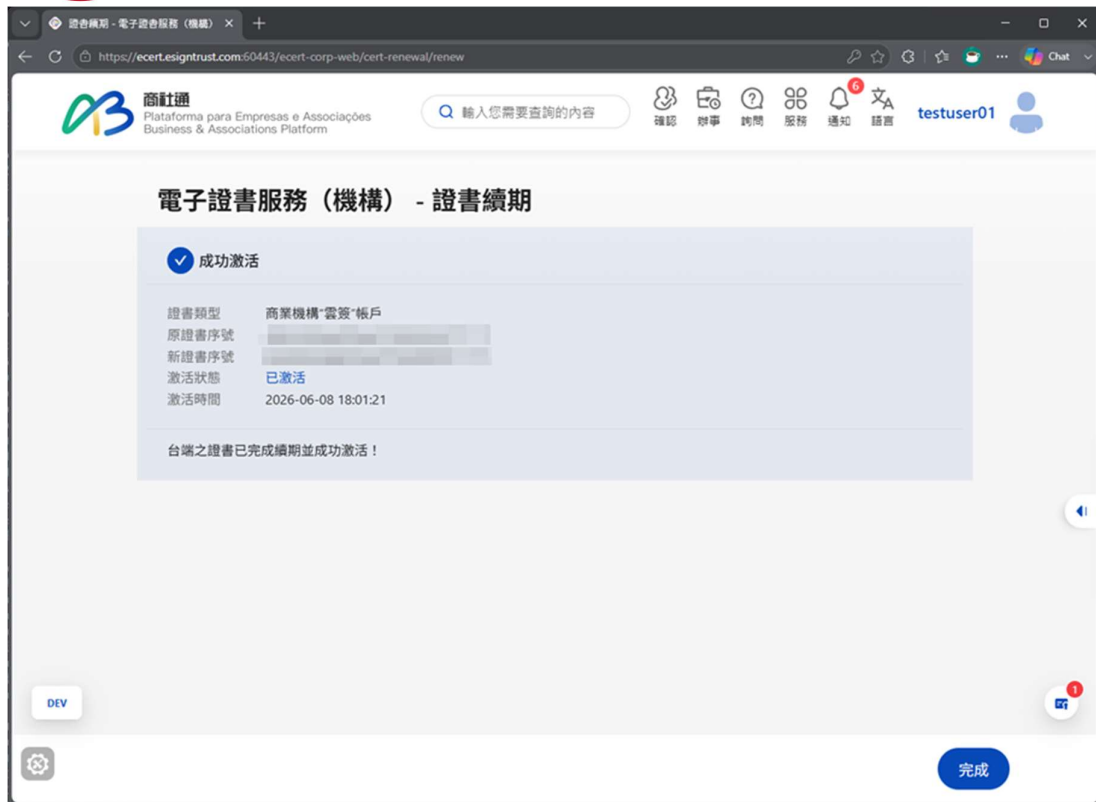 證書續期 - 電子證書服務（機構）
https://ecert.esigntrust.com:60443/ecert-corp-web/cert-renewal/renew
Chat
商社通
Plataforma para Empresas e Associações
Business & Associations Platform
輸入您需要查詢的內容
確認
辦事
詢問
服務
6
通知
語言
testuser01
電子證書服務（機構） - 證書續期
成功激活
證書類型 商業機構“雲簽”帳戶
原證書序號
新證書序號
激活狀態 已激活
激活時間 2026-06-08 18:01:21
台端之證書已完成續期並成功激活！
DEV
1
完成